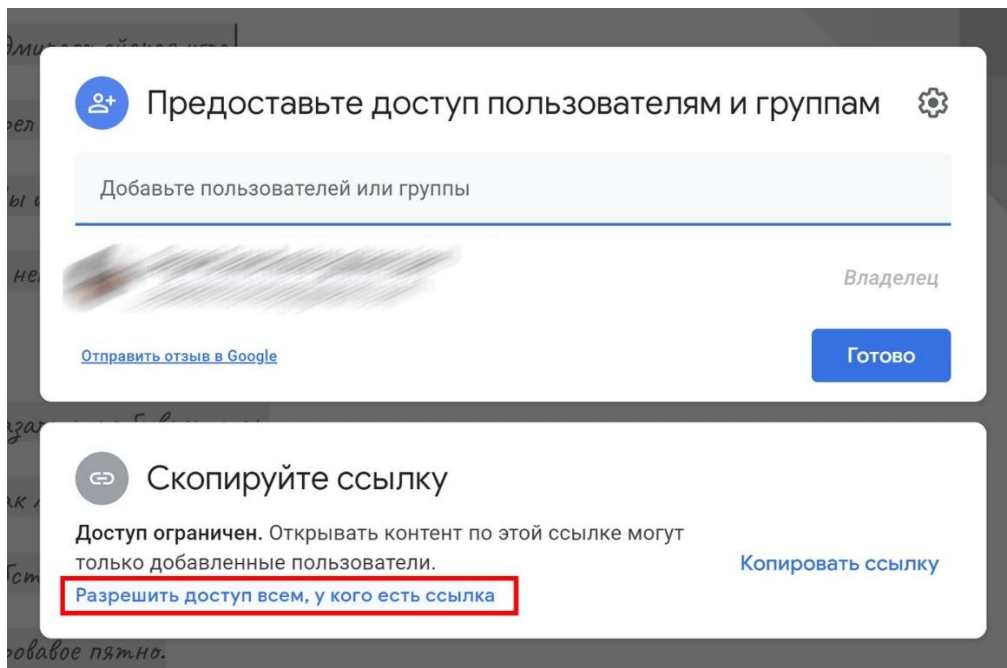 Предоставьте доступ пользователям и группам
Добавьте пользователей или группы
Владелец
Отправить отзыв в Google
Готово
Скопируйте ссылку
Доступ ограничен. Открывать контент по этой ссылке могут
только добавленные пользователи.
Копировать ссылку
Разрешить доступ всем, у кого есть ссылка
пятно.